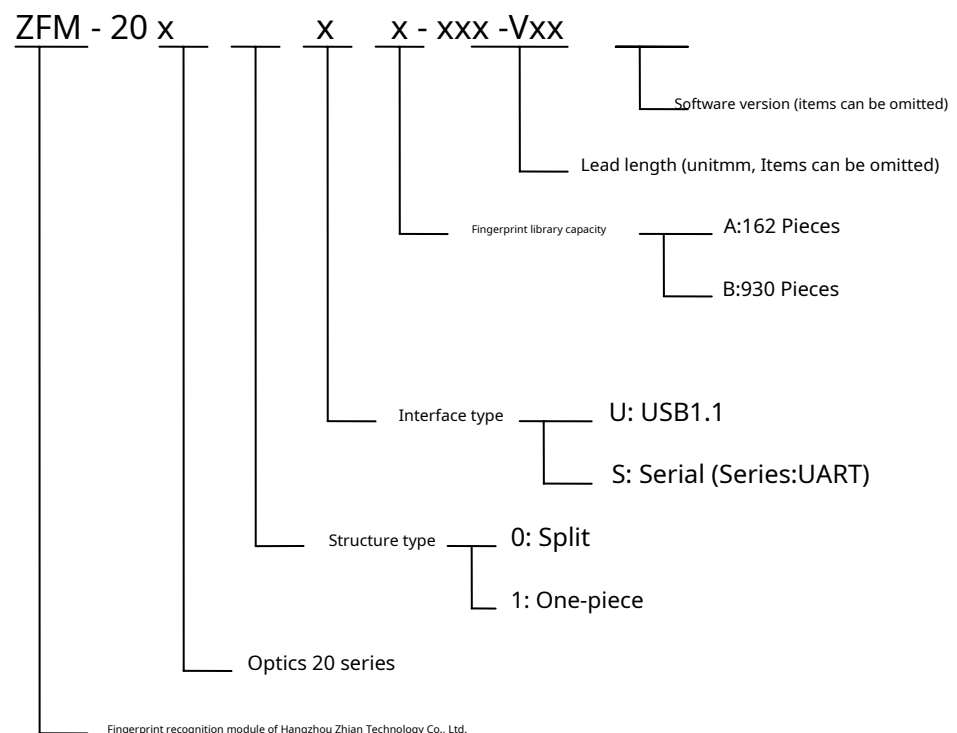 ZFM - 20 x x x - xxx -Vxx
Software version (items can be omitted)
Lead length (unitmm, Items can be omitted)
Fingerprint library capacity
A:162 Pieces
B:930 Pieces
Interface type
U: USB1.1
S: Serial (Series:UART)
Structure type
0: Split
1: One-piece
Optics 20 series
Fingerprint recognition module of Hangzhou Zhian Technology Co., Ltd.